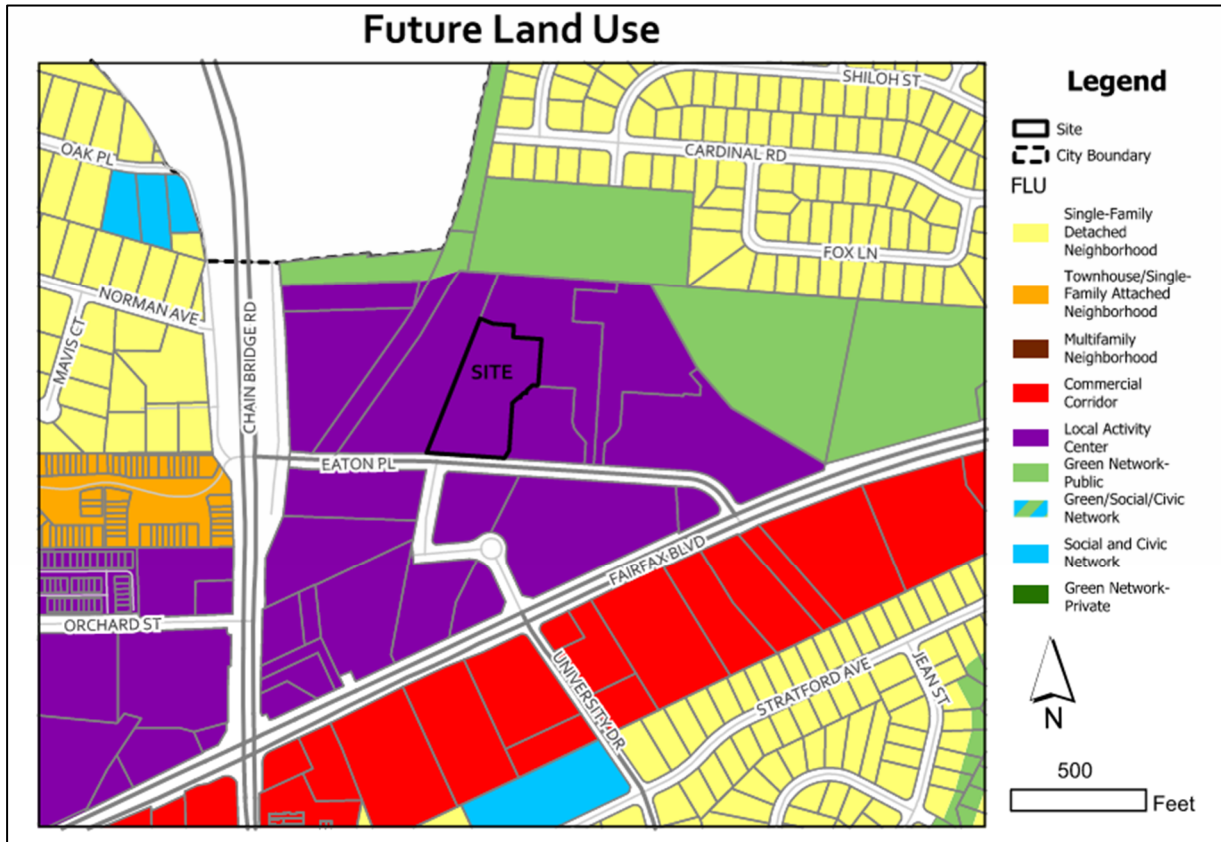 Future Land Use
SHILOH ST
OAK PL
CARDINAL RD
FOX LN
NORMAN AVE
MAVIS CT
CHAIN BRIDGE RD
SITE
EATON PL
FAIRFAX BLVD
ORCHARD ST
UNIVERSITY DR
STRATFORD AVE
JEAN ST
Legend
Site
City Boundary
FLU
Single-Family
Detached
Neighborhood
Townhouse/Single-
Family Attached
Neighborhood
Multifamily
Neighborhood
Commercial
Corridor
Local Activity
Center
Green Network-
Public
Green/Social/Civic
Network
Social and Civic
Network
Green Network-
Private
N
500
Feet